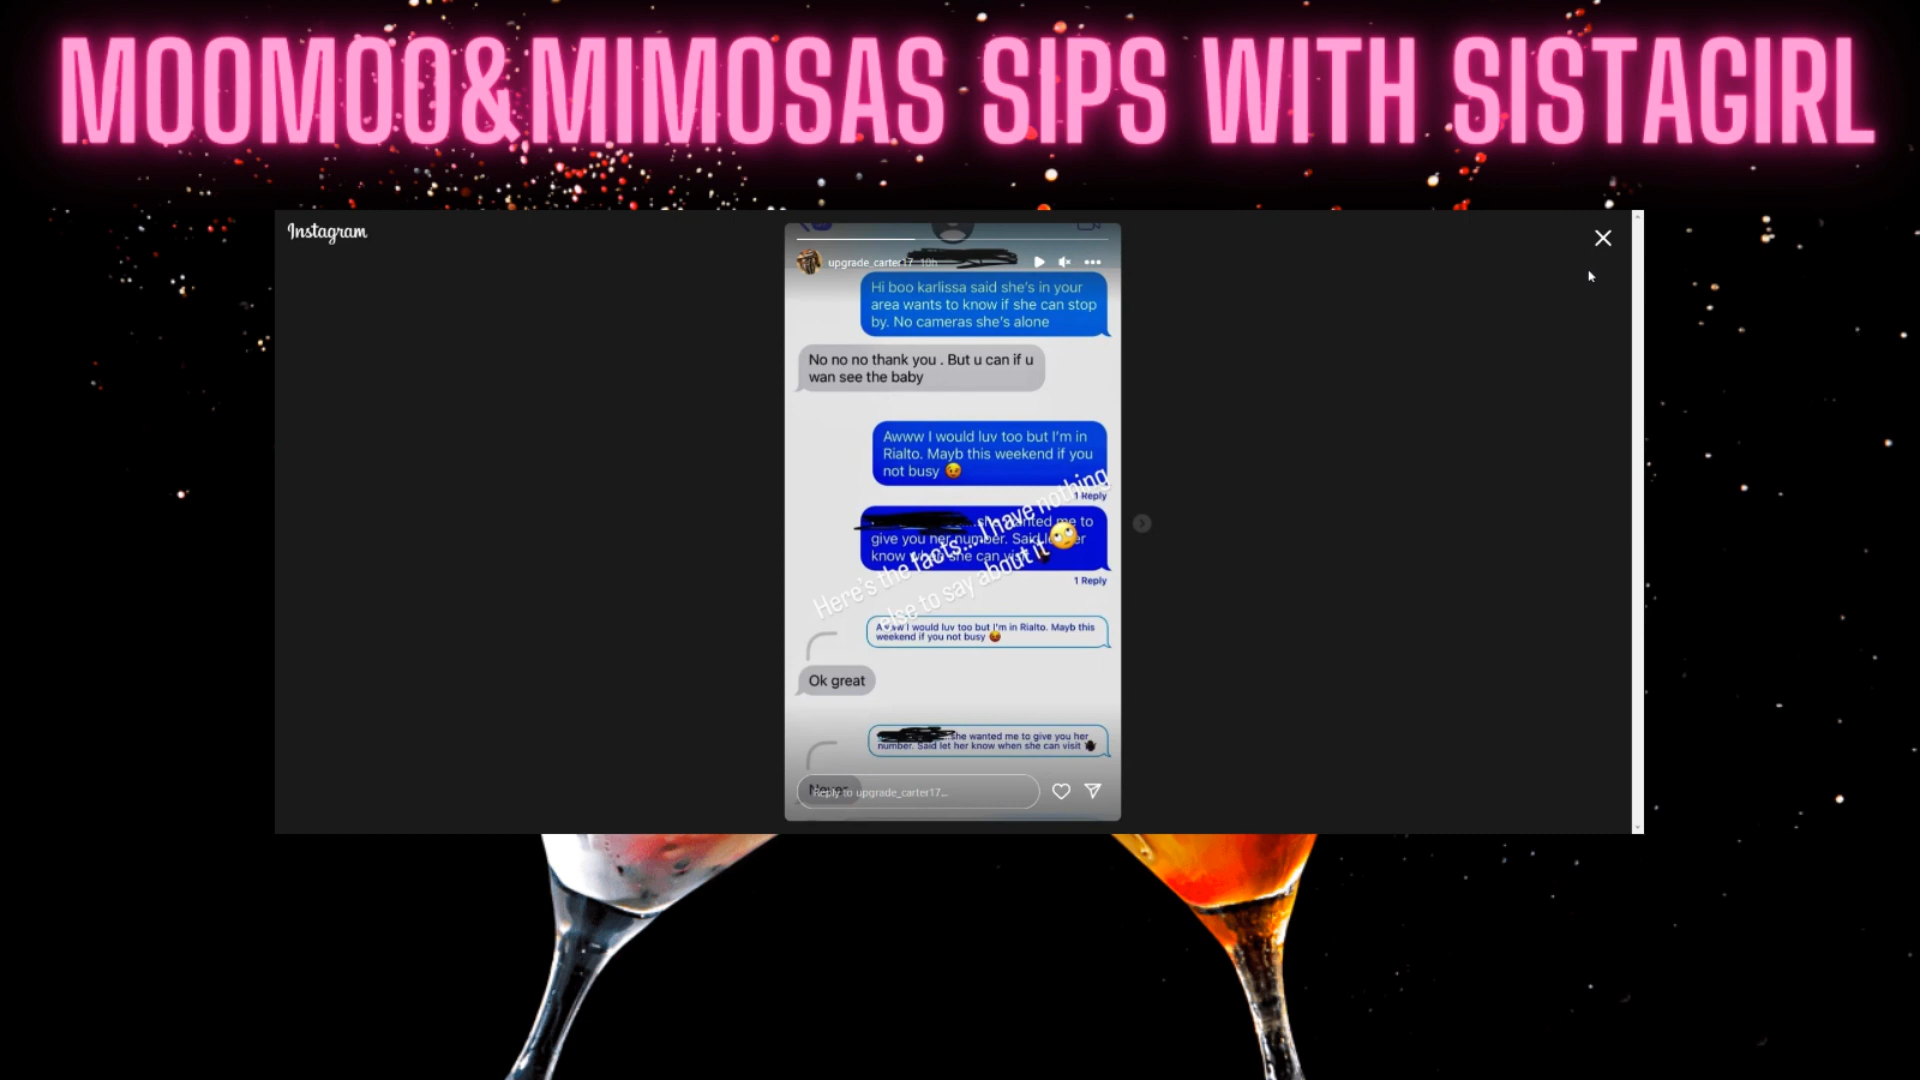 MOOMOO&MIMOSAS SIPS WITH SISTAGIRL
Instagram
upgrade_carter17 10h
Hi boo karlissa said she's in your
area wants to know if she can stop
by. No cameras she's alone
No no no thank you . But u can if u
wan see the baby
Awww I would luv too but I'm in
Rialto. Mayb this weekend if you
not busy 😉
1 Reply
she wanted me to
give you her number. Said let her
know when she can visit
Here's the facts... I have nothing
else to say about it 🙄
1 Reply
Awww I would luv too but I'm in Rialto. Mayb this
weekend if you not busy
Ok great
she wanted me to give you her
number. Said let her know when she can visit
Never
Reply to upgrade_carter17...